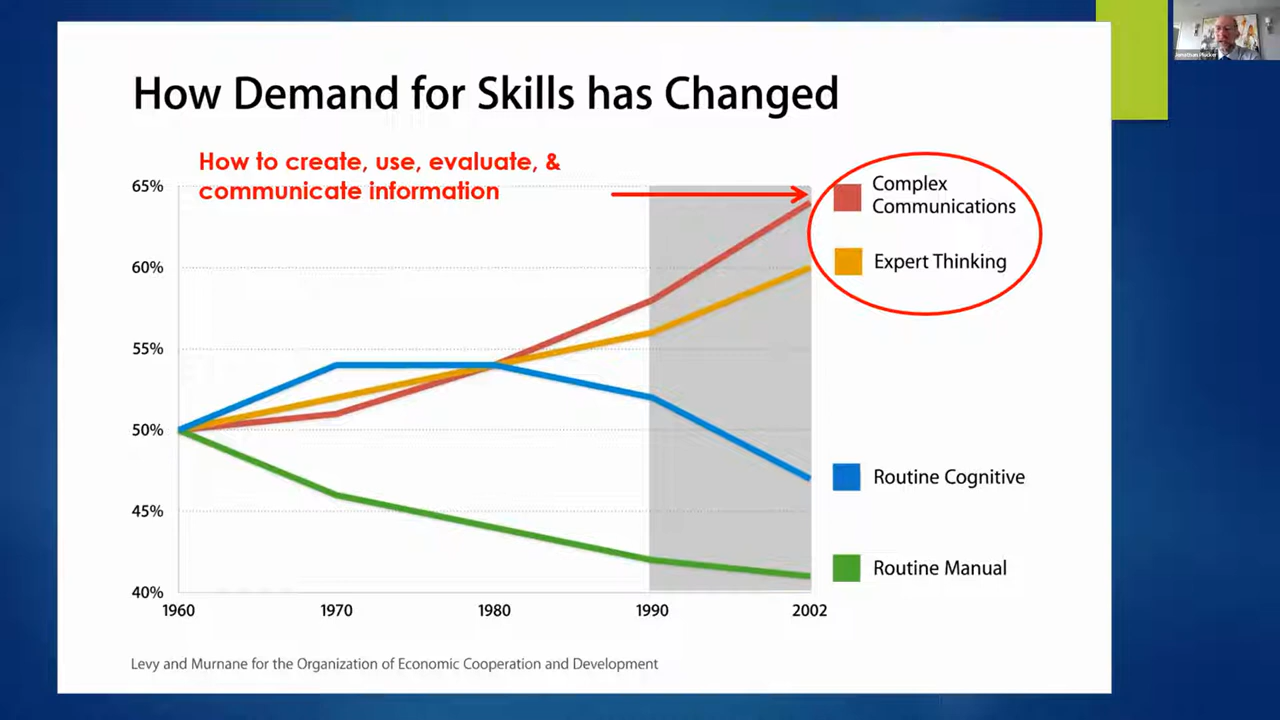 How Demand for Skills has Changed
How to create, use, evaluate, &
communicate information
65%
60%
55%
50%
45%
40%
1960
1970
1980
1990
2002
Complex
Communications
Expert Thinking
Routine Cognitive
Routine Manual
Levy and Murnane for the Organization of Economic Cooperation and Development
Jonathan Plucker